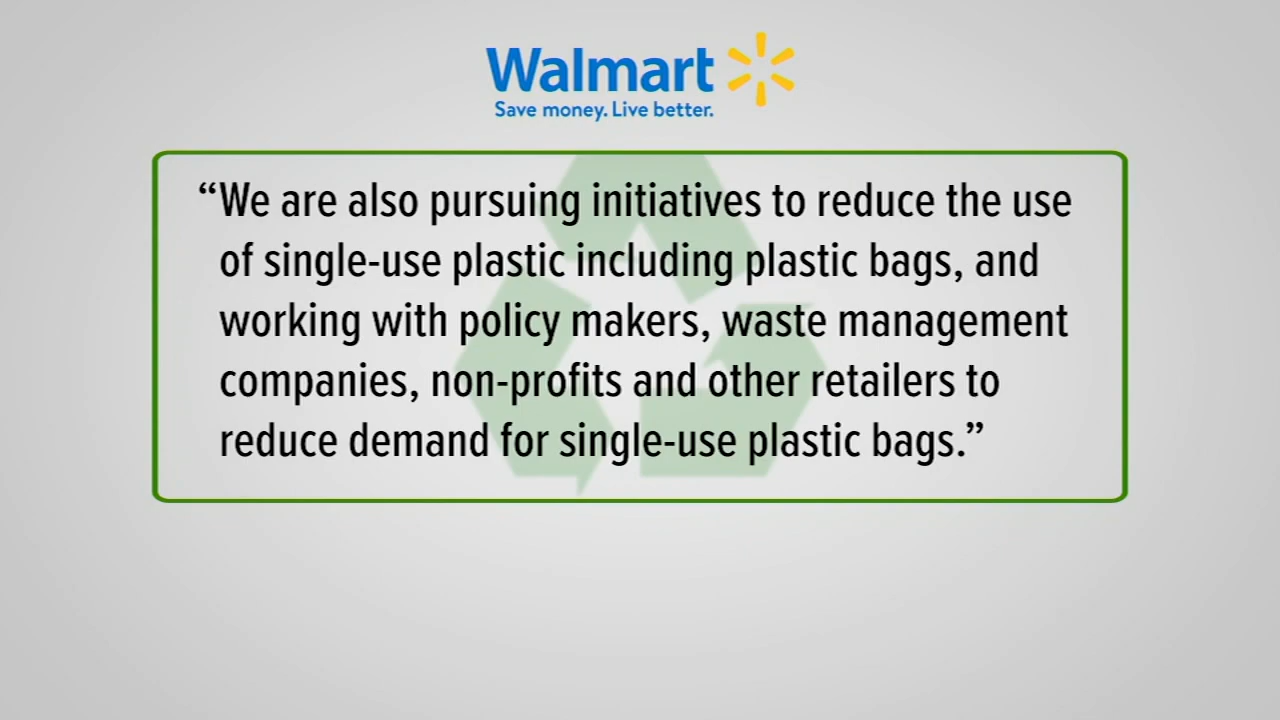 Walmart
Save money. Live better.
“We are also pursuing initiatives to reduce the use
of single-use plastic including plastic bags, and
working with policy makers, waste management
companies, non-profits and other retailers to
reduce demand for single-use plastic bags.”